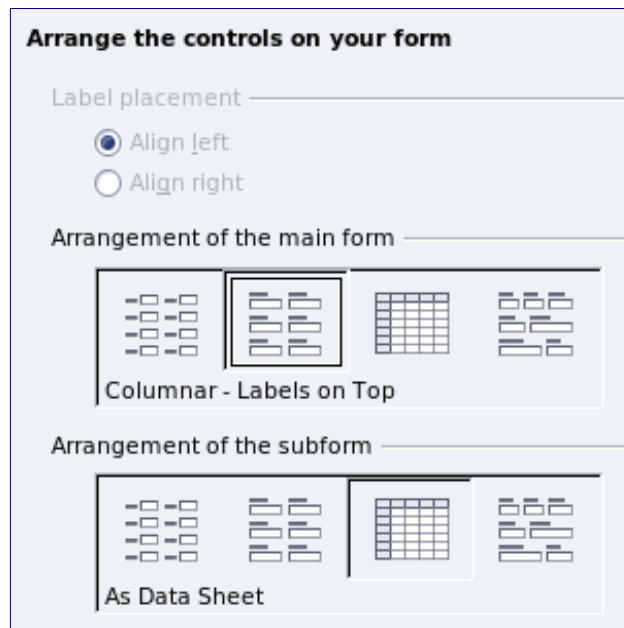 Arrange the controls on your form
Label placement
Align left
Align right
Arrangement of the main form
Columnar - Labels on Top
Arrangement of the subform
As Data Sheet